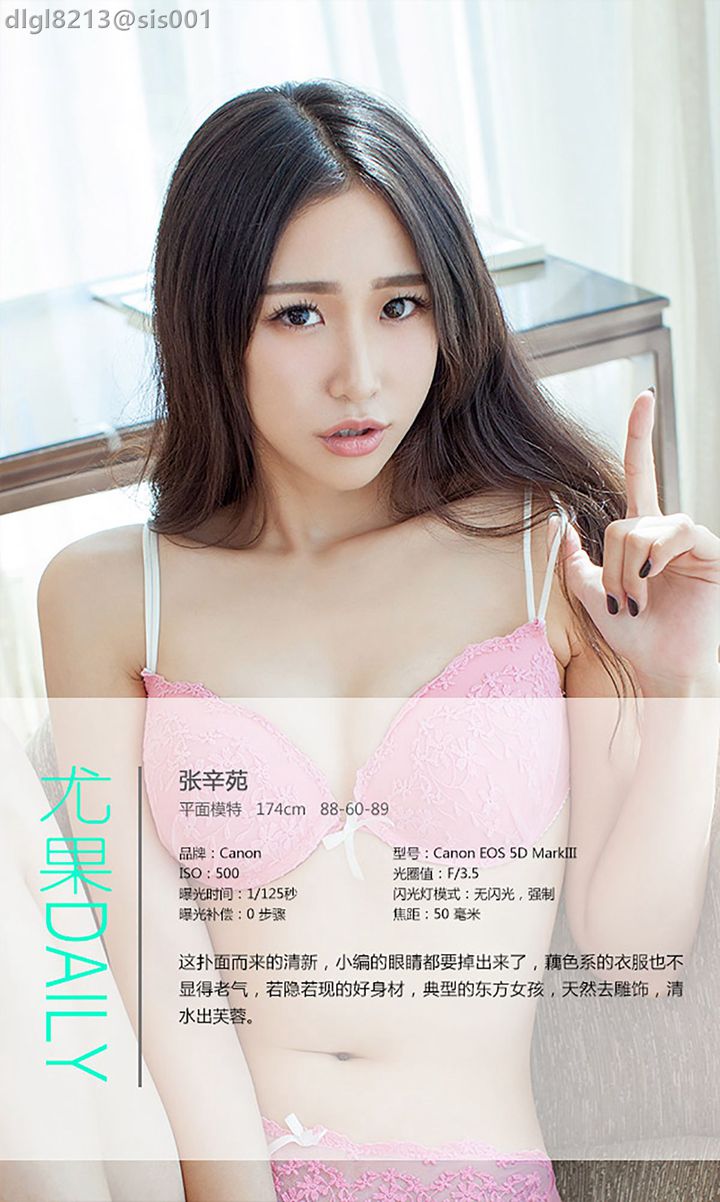 dlgl8213@sis001
尤果DAILY
张辛苑
平面模特 174cm 88-60-89
品牌：Canon 型号：Canon EOS 5D MarkIII
ISO：500 光圈值：F/3.5
曝光时间：1/125秒 闪光灯模式：无闪光，强制
曝光补偿：0 步骤 焦距：50 毫米
这扑面而来的清新，小编的眼睛都要掉出来了，藕色系的衣服也不
显得老气，若隐若现的好身材，典型的东方女孩，天然去雕饰，清
水出芙蓉。